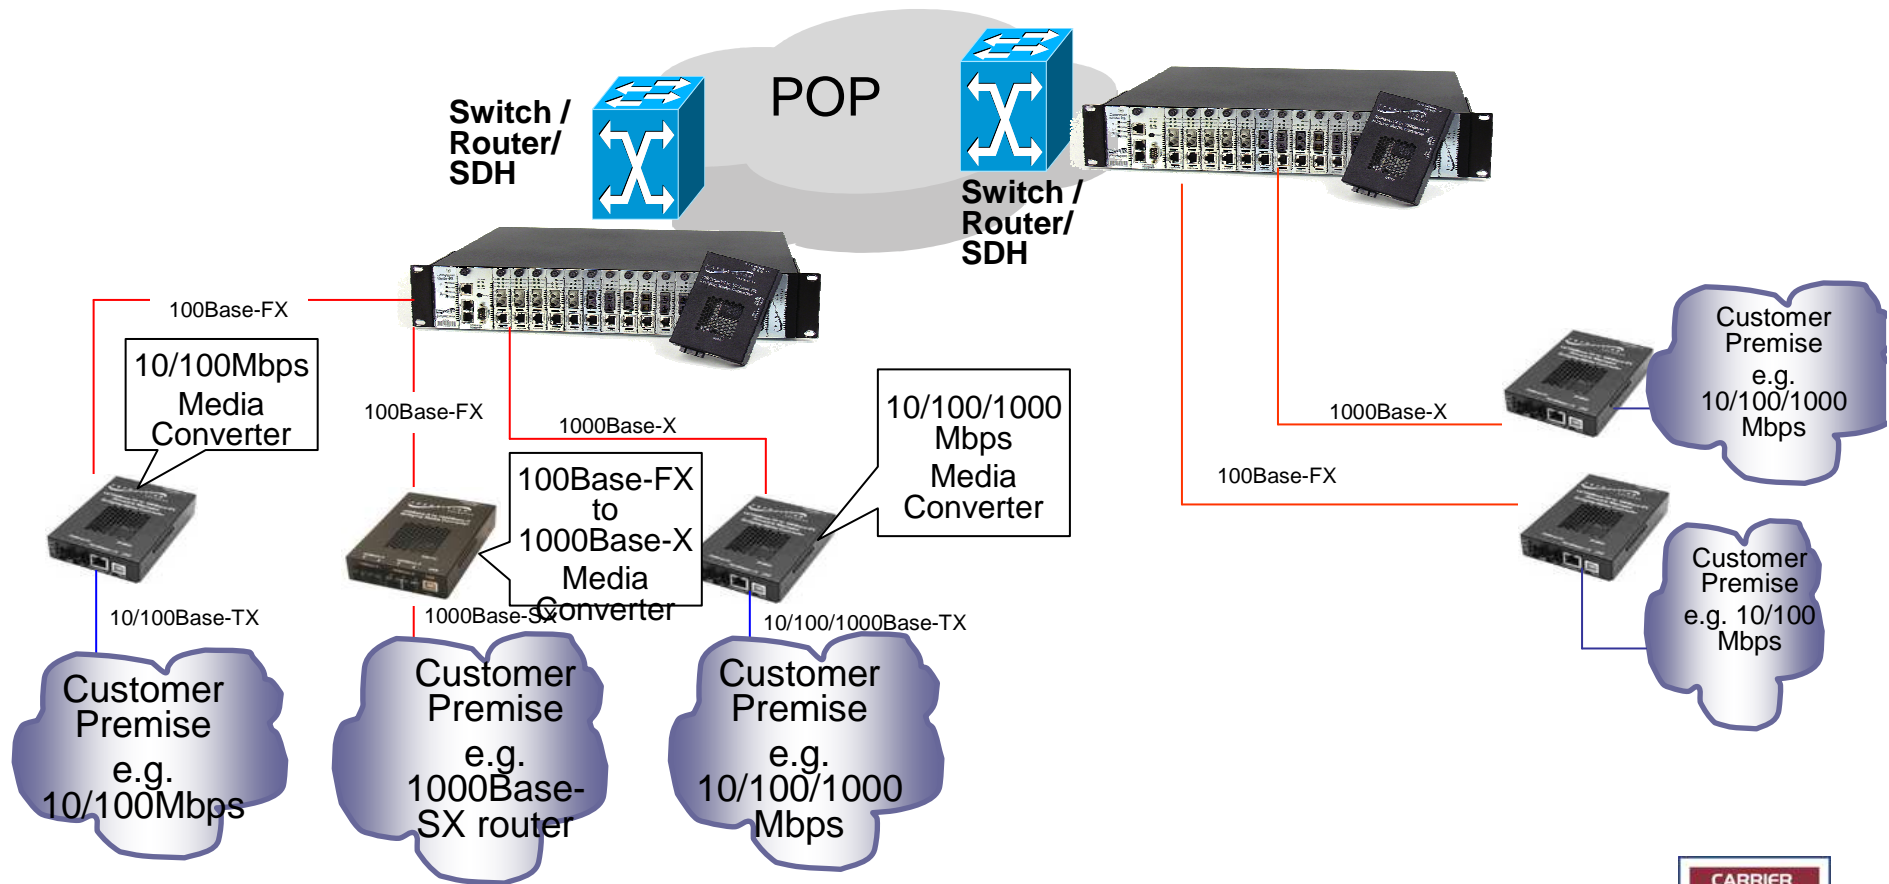 POP
Switch /
Router/
SDH
Switch /
Router/
SDH
100Base-FX
10/100Mbps
Media
Converter
100Base-FX
1000Base-X
100Base-FX
to
1000Base-X
Media
Converter
10/100/1000
Mbps
Media
Converter
1000Base-X
100Base-FX
10/100Base-TX
1000Base-SX
10/100/1000Base-TX
Customer
Premise
e.g.
10/100Mbps
Customer
Premise
e.g.
1000Base-
SX router
Customer
Premise
e.g.
10/100/1000
Mbps
Customer
Premise
e.g.
10/100/1000
Mbps
Customer
Premise
e.g. 10/100
Mbps
CARRIER